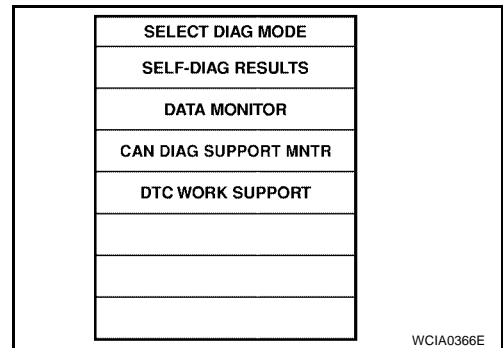 SELECT DIAG MODE
SELF-DIAG RESULTS
DATA MONITOR
CAN DIAG SUPPORT MNTR
DTC WORK SUPPORT
WCIA0366E